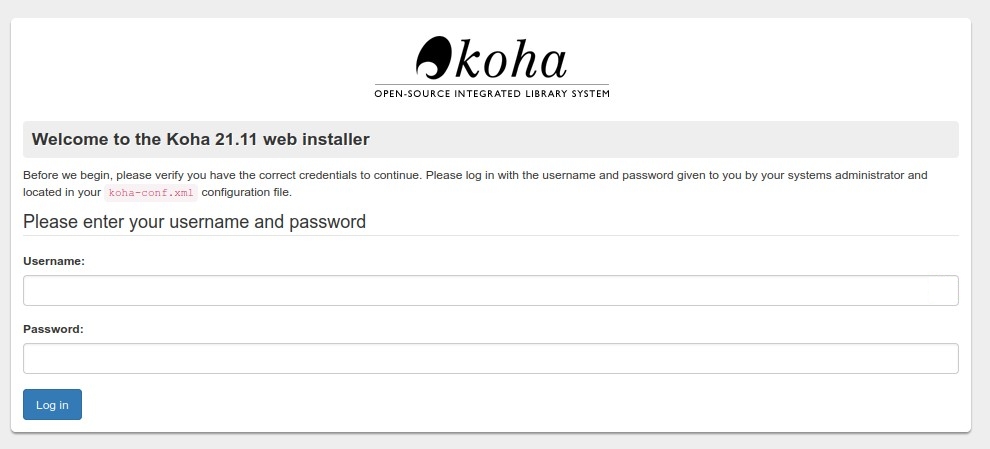 koha
OPEN-SOURCE INTEGRATED LIBRARY SYSTEM
Welcome to the Koha 21.11 web installer
Before we begin, please verify you have the correct credentials to continue. Please log in with the username and password given to you by your systems administrator and
located in your koha-conf.xml configuration file.
Please enter your username and password
Username:
Password:
Log in